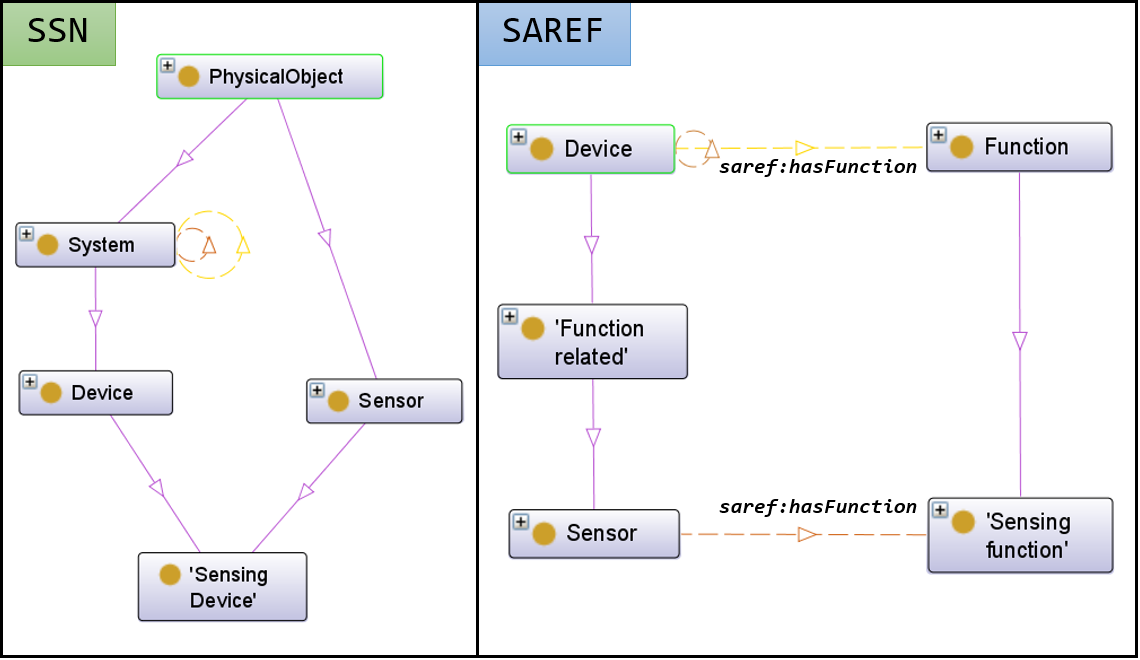 SSN
PhysicalObject
System
Device
Sensor
'Sensing
Device'
SAREF
Device
saref:hasFunction
Function
'Function
related'
saref:hasFunction
Sensor
'Sensing
function'